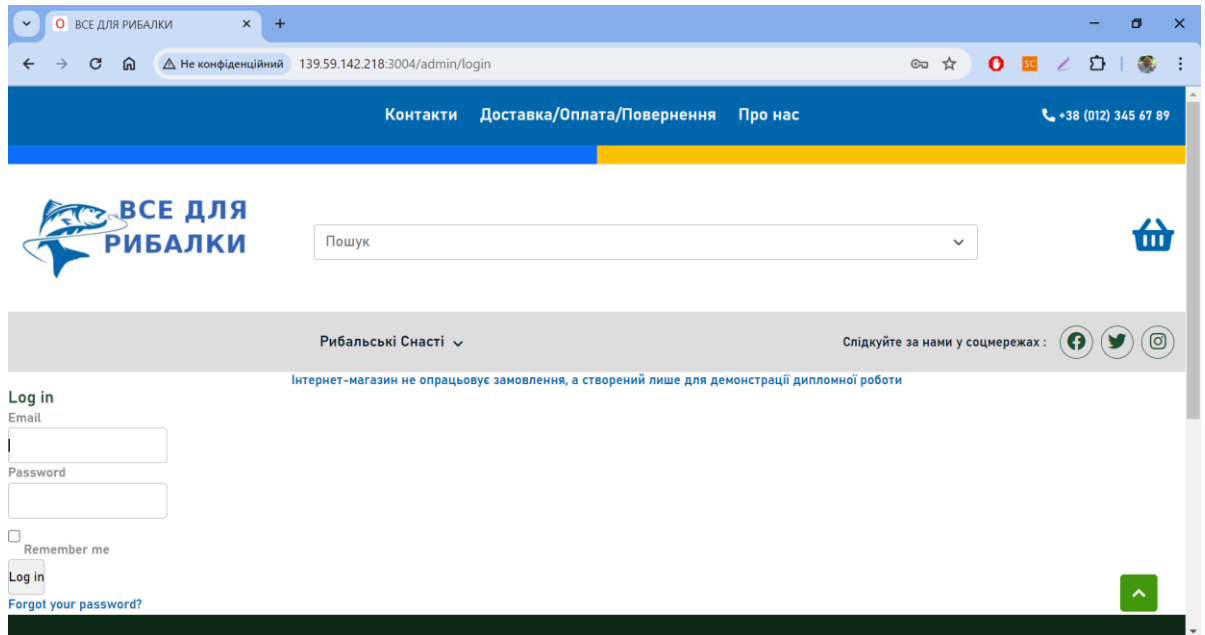 ВСЕ ДЛЯ РИБАЛКИ
Не конфіденційний 139.59.142.218:3004/admin/login
SC
Контакти Доставка/Оплата/Повернення Про нас +38 (012) 345 67 89
ВСЕ ДЛЯ
РИБАЛКИ
Пошук
Рибальські Снасті Слідкуйте за нами у соцмережах :
Інтернет-магазин не опрацьовує замовлення, а створений лише для демонстрації дипломної роботи
Log in
Email
Password
Remember me
Log in
Forgot your password?